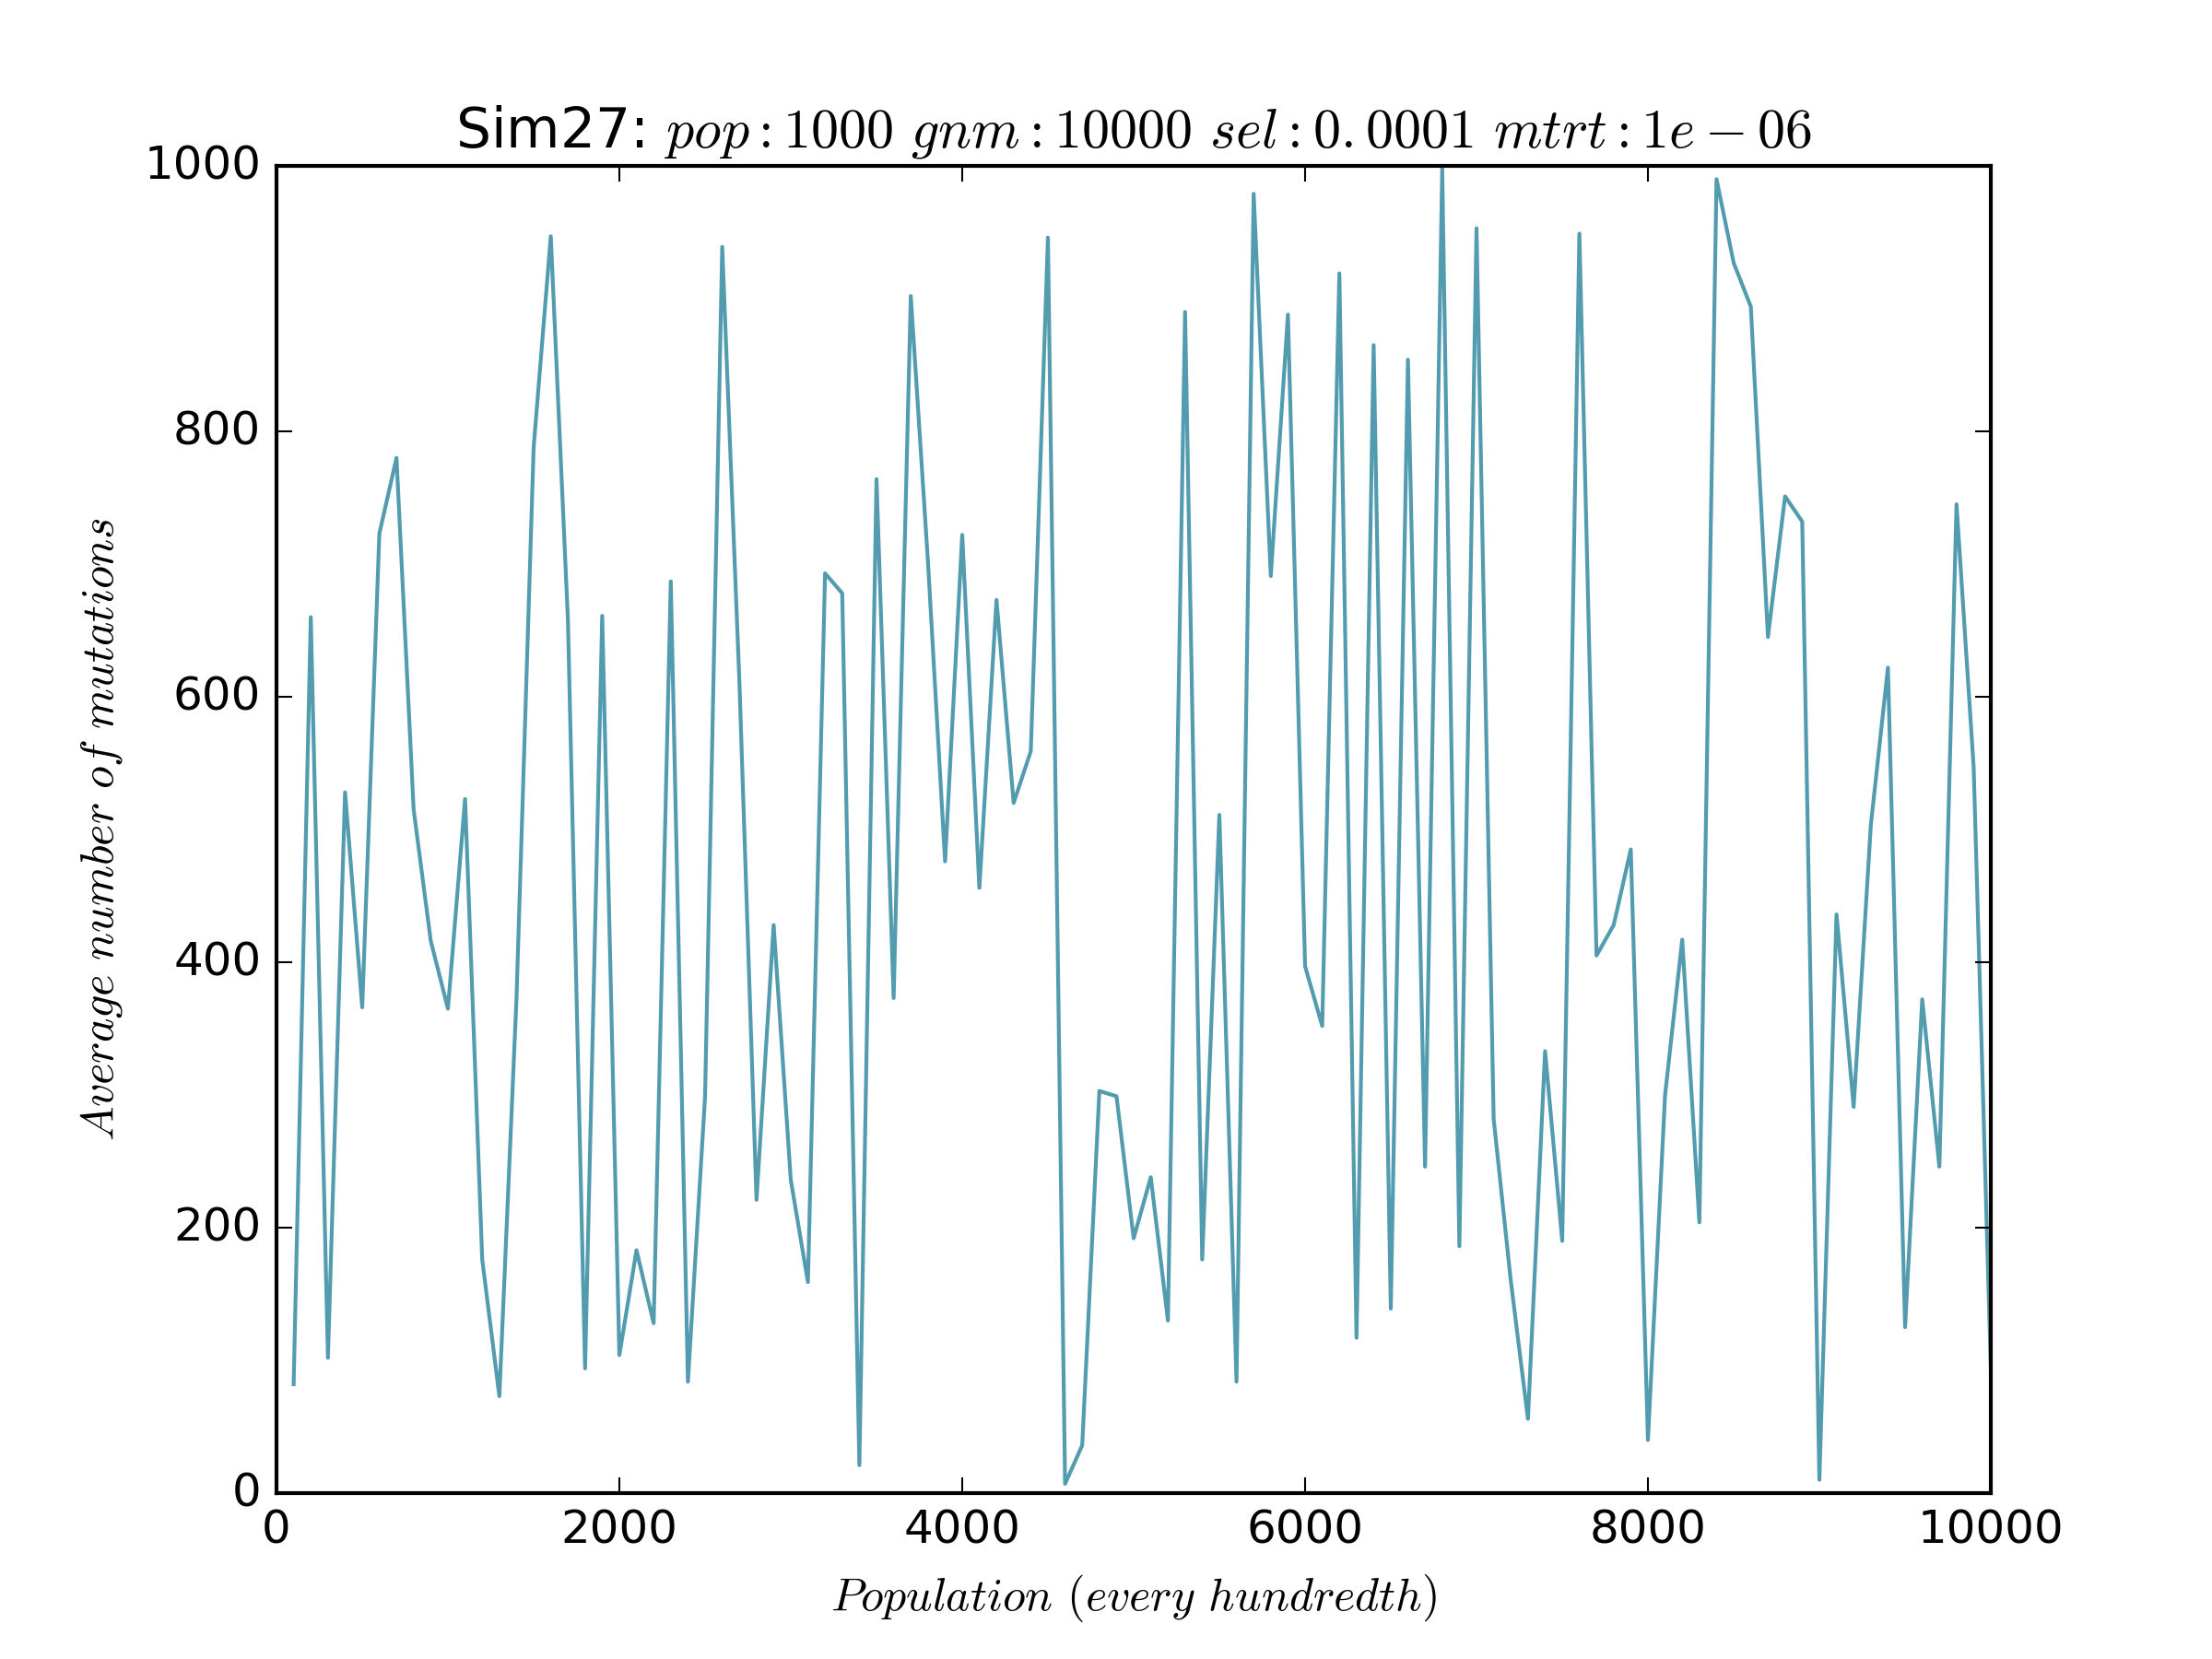 Sim27: pop:1000 gnm:10000 sel:0.0001 mtrt:1e−06
1000
800
600
400
200
0
Average number of mutations
0 2000 4000 6000 8000 10000
Population (every hundredth)